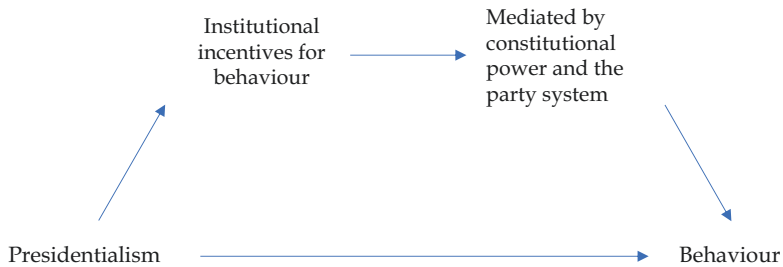 Institutional
incentives for
behaviour
Mediated by
constitutional
power and the
party system
Presidentialism
Behaviour